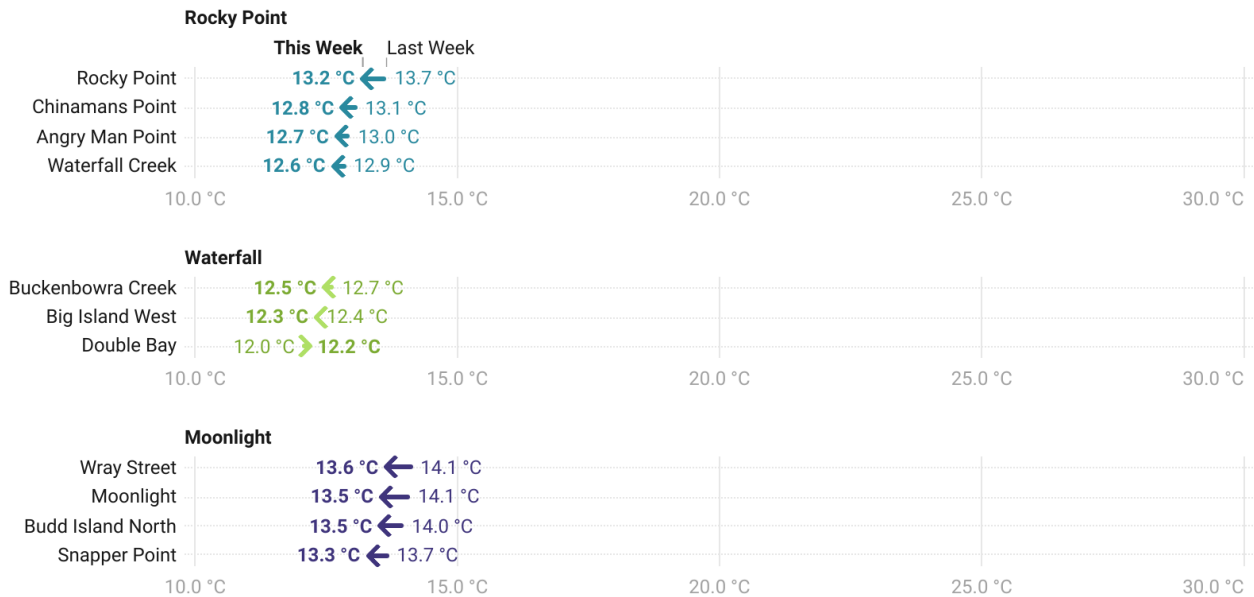 Rocky Point
This Week Last Week
Rocky Point 13.2 °C 13.7 °C
Chinamans Point 12.8 °C 13.1 °C
Angry Man Point 12.7 °C 13.0 °C
Waterfall Creek 12.6 °C 12.9 °C
10.0 °C 15.0 °C 20.0 °C 25.0 °C 30.0 °C
Waterfall
Buckenbowra Creek 12.5 °C 12.7 °C
Big Island West 12.3 °C 12.4 °C
Double Bay 12.0 °C 12.2 °C
10.0 °C 15.0 °C 20.0 °C 25.0 °C 30.0 °C
Moonlight
Wray Street 13.6 °C 14.1 °C
Moonlight 13.5 °C 14.1 °C
Budd Island North 13.5 °C 14.0 °C
Snapper Point 13.3 °C 13.7 °C
10.0 °C 15.0 °C 20.0 °C 25.0 °C 30.0 °C